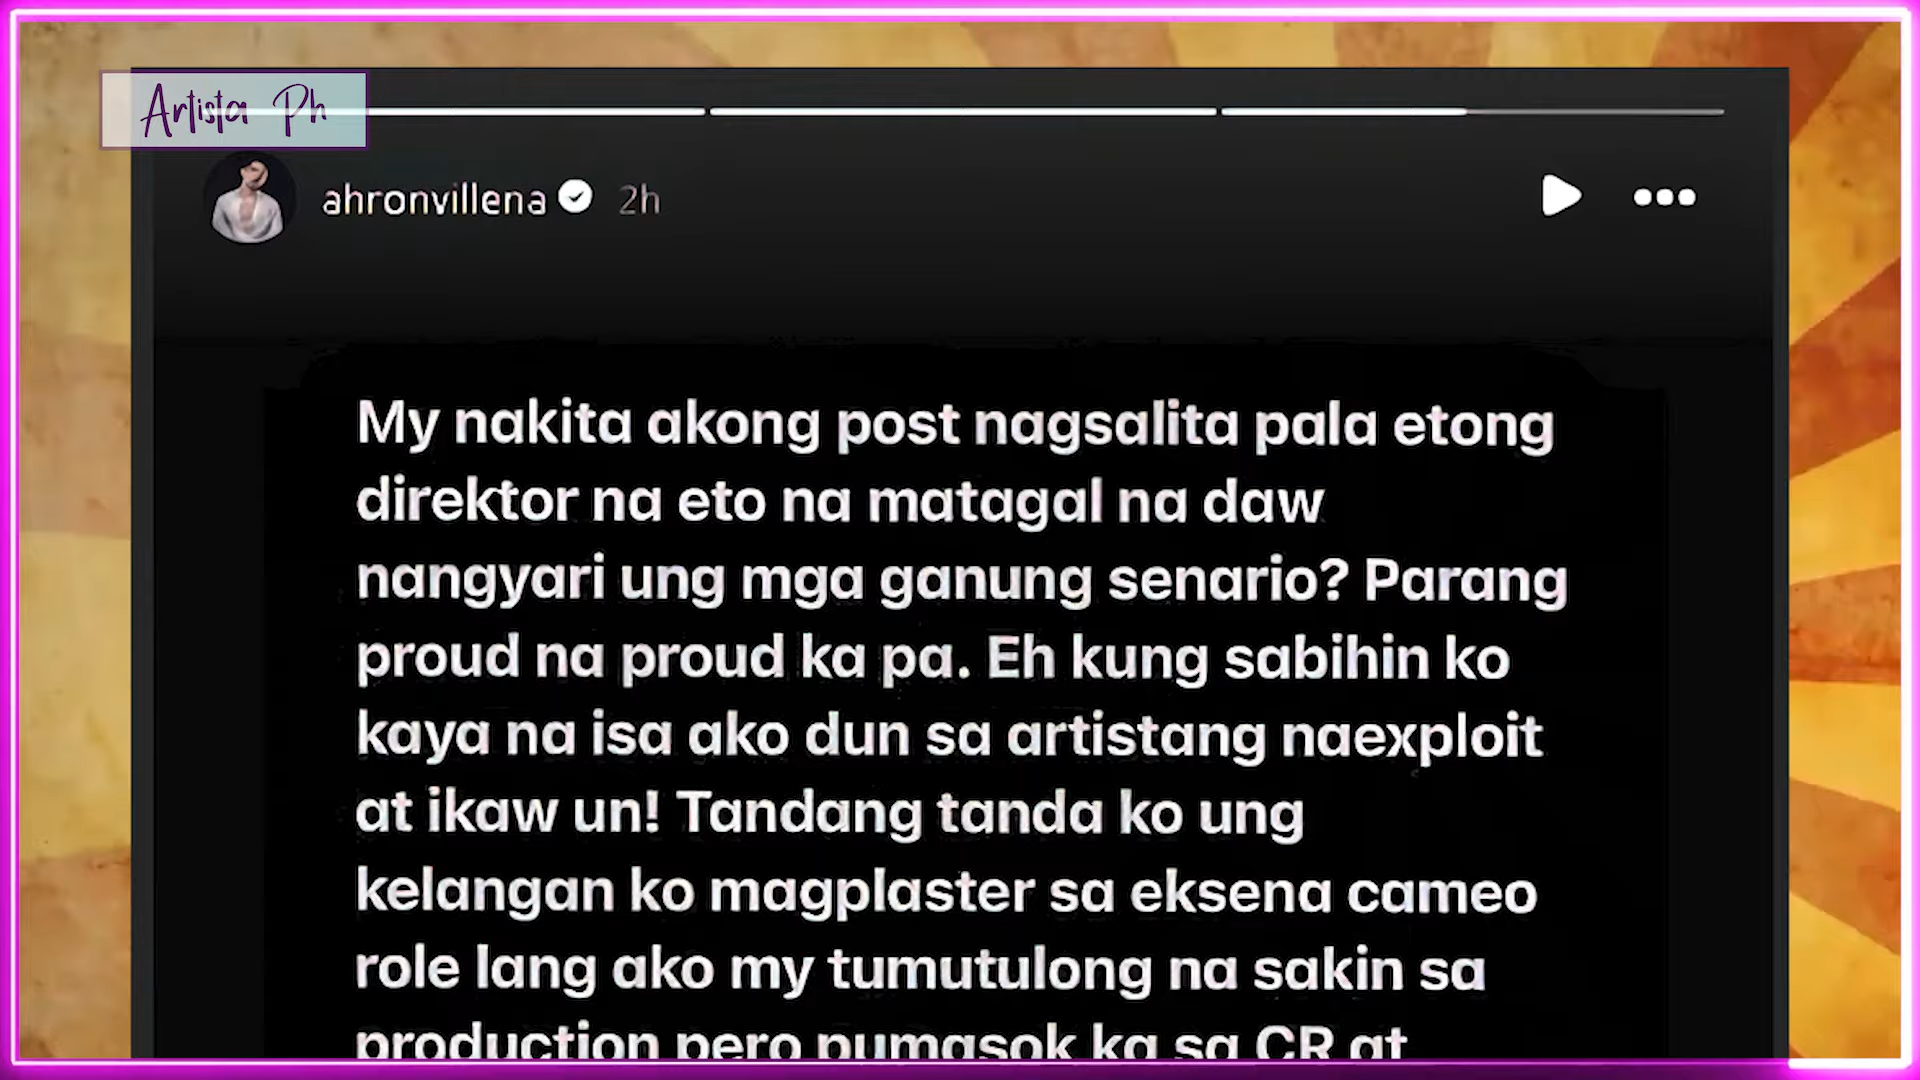 Artista Ph
ahronvillena 2h
My nakita akong post nagsalita pala etong
direktor na eto na matagal na daw
nangyari ung mga ganung senario? Parang
proud na proud ka pa. Eh kung sabihin ko
kaya na isa ako dun sa artistang naexploit
at ikaw un! Tandang tanda ko ung
kelangan ko magplaster sa eksena cameo
role lang ako my tumutulong na sakin sa
production pero pumasok ka sa CR at